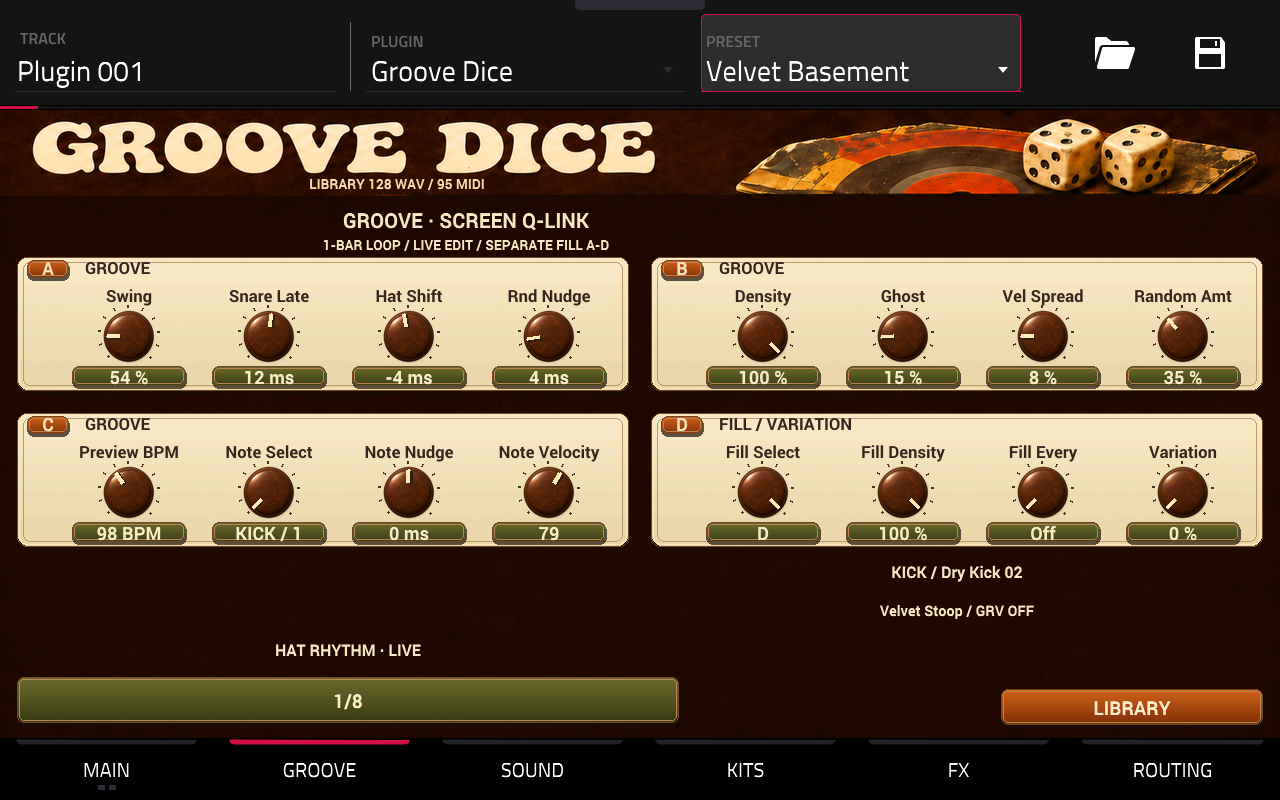 TRACK
Plugin 001
PLUGIN
Groove Dice
PRESET
Velvet Basement
GROOVE DICE
LIBRARY 128 WAV / 95 MIDI
GROOVE · SCREEN Q-LINK
1-BAR LOOP / LIVE EDIT / SEPARATE FILL A-D
A GROOVE
Swing Snare Late Hat Shift Rnd Nudge
54 % 12 ms -4 ms 4 ms
B GROOVE
Density Ghost Vel Spread Random Amt
100 % 15 % 8 % 35 %
C GROOVE
Preview BPM Note Select Note Nudge Note Velocity
98 BPM KICK / 1 0 ms 79
D FILL / VARIATION
Fill Select Fill Density Fill Every Variation
D 100 % Off 0 %
KICK / Dry Kick 02
Velvet Stoop / GRV OFF
HAT RHYTHM · LIVE
1/8
LIBRARY
MAIN GROOVE SOUND KITS FX ROUTING